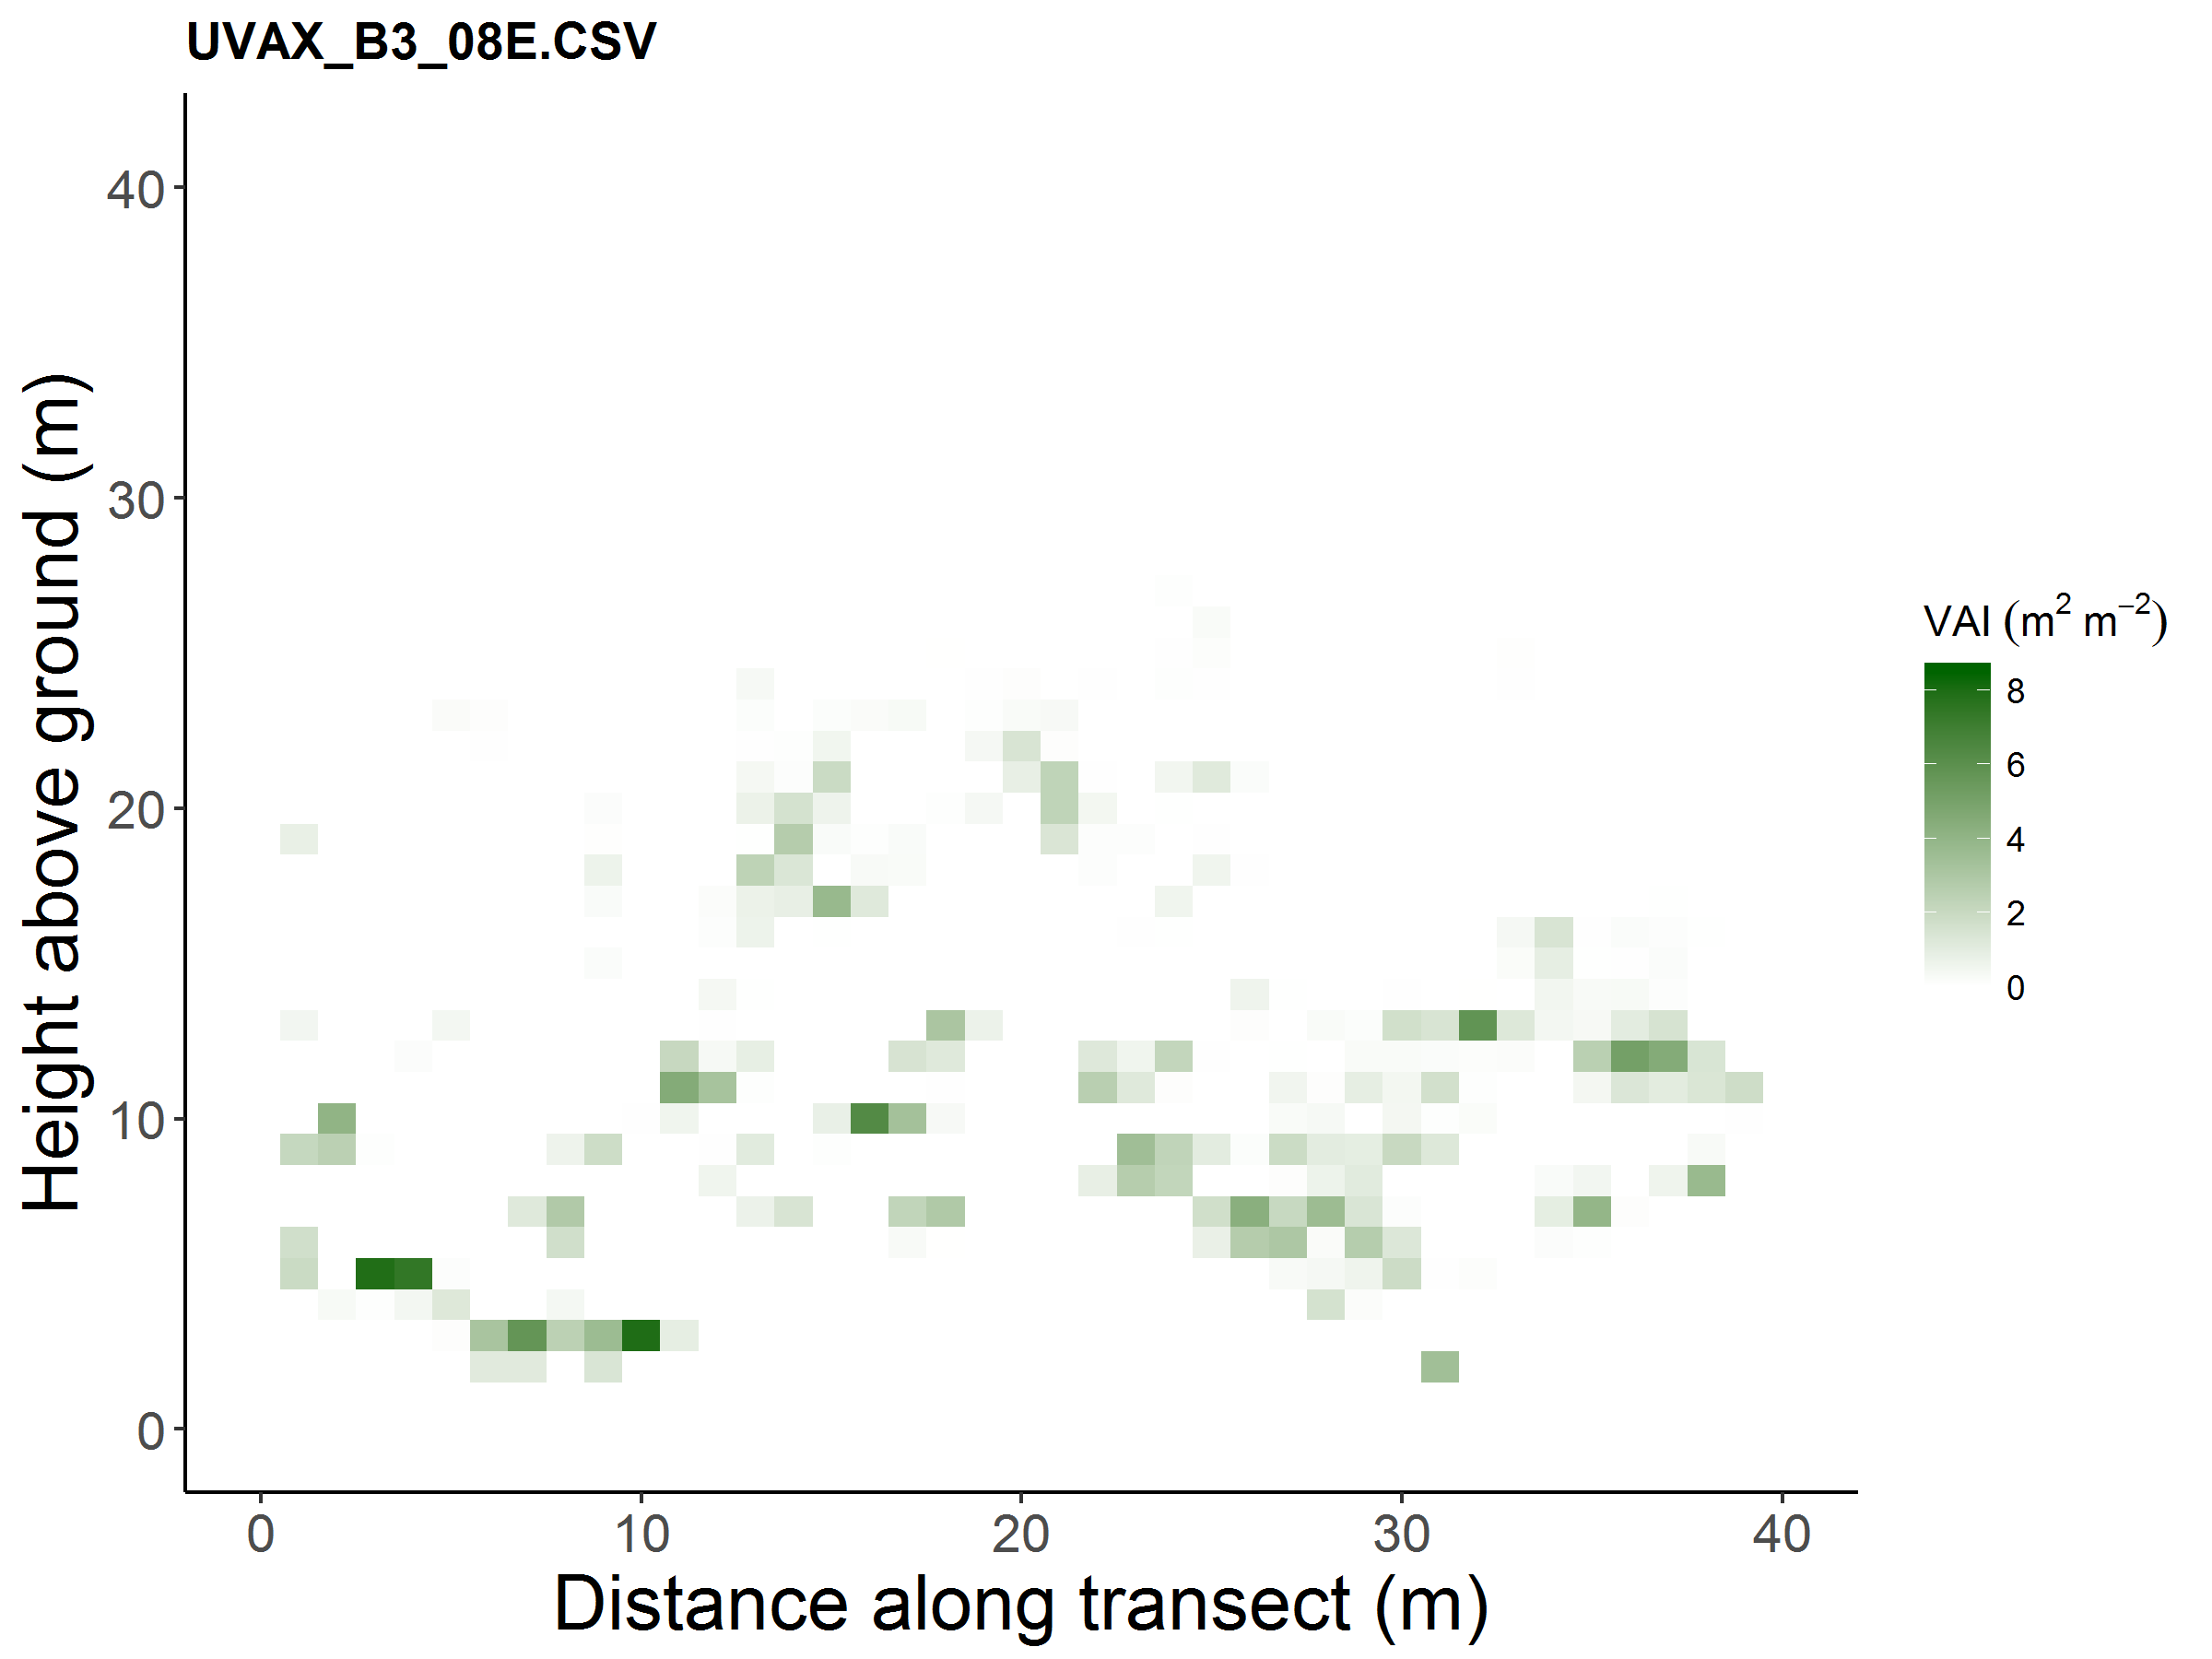 UVAX_B3_08E.CSV
Height above ground (m)
40
30
20
10
0
0 10 20 30 40
Distance along transect (m)
VAI (m² m⁻²)
8
6
4
2
0